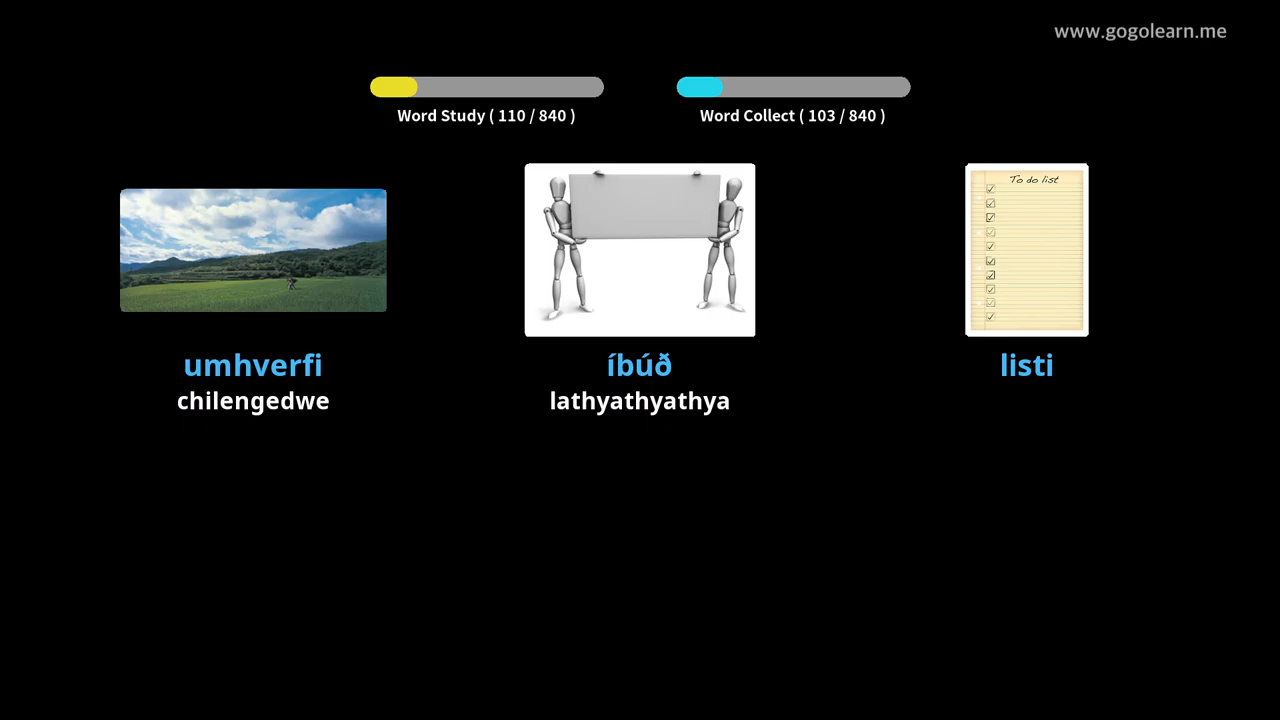 www.gogolearn.me
Word Study ( 110 / 840 )
Word Collect ( 103 / 840 )
To do list
umhverfi
íbúð
listi
chilengedwe
lathyathyathya